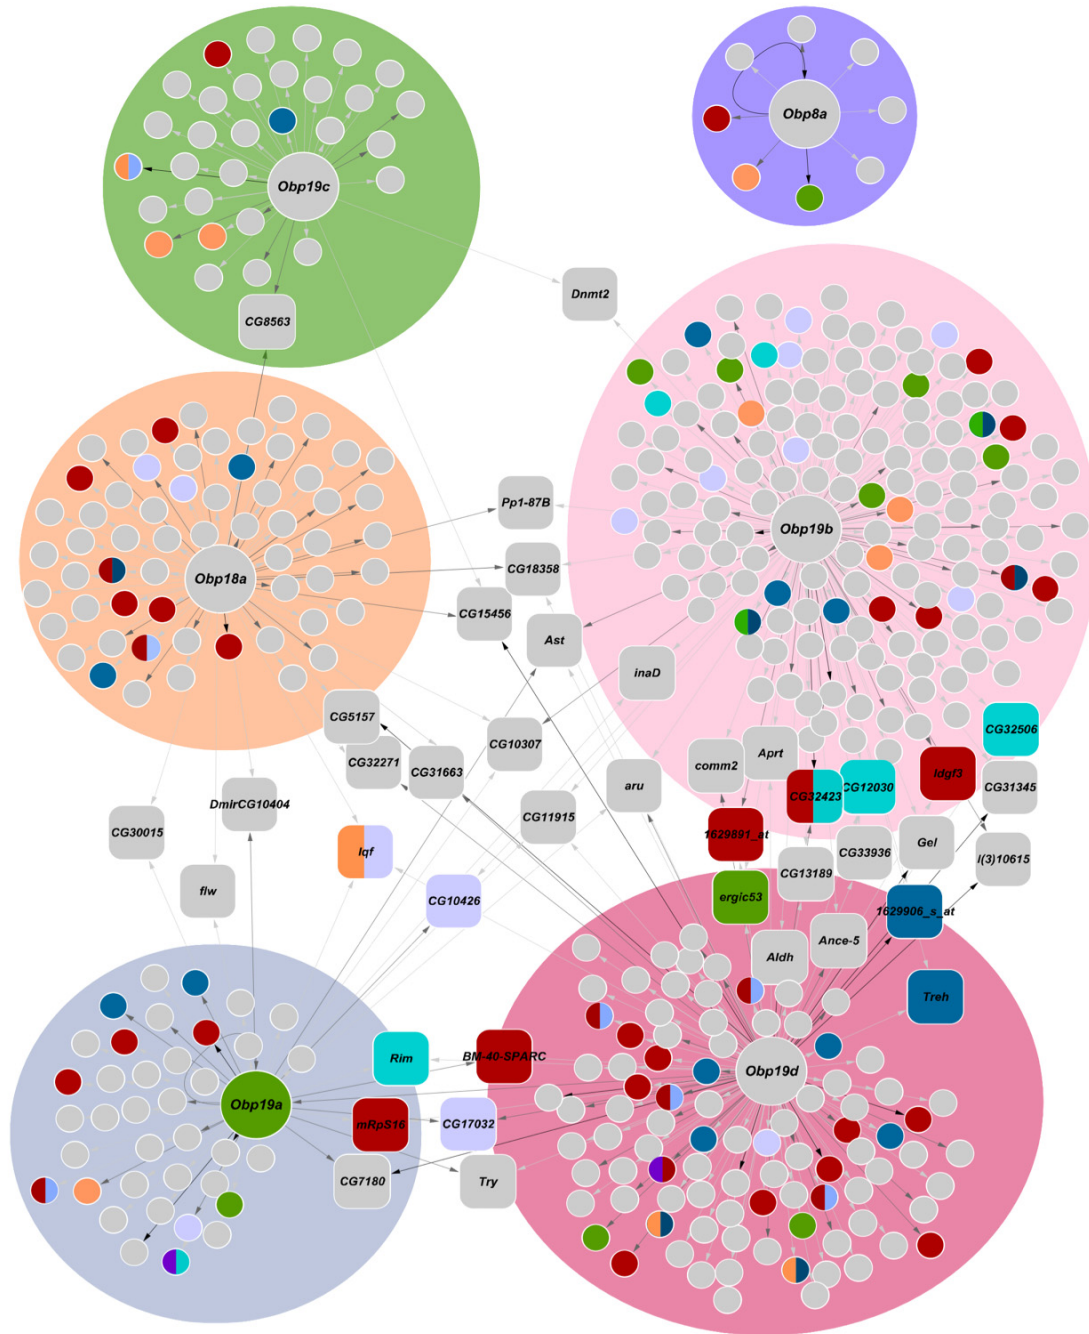 Obp8a
Obp19c
Dnmt2
CG8563
Pp1-87B
Obp19b
CG18358
Obp18a
CG15456
Ast
inaD
CG5157
CG32506
CG10307
CG32271
CG31663
comm2
Aprt
Idgf3
CG31345
CG32423
CG12030
aru
DmirCG10404
CG11915
CG30015
1629891_at
Iqf
CG33936
Gel
l(3)10615
CG13189
flw
CG10426
ergic53
1629906_s_at
Ance-5
Aldh
Treh
Rim
BM-40-SPARC
Obp19d
Obp19a
mRpS16
CG17032
CG7180
Try